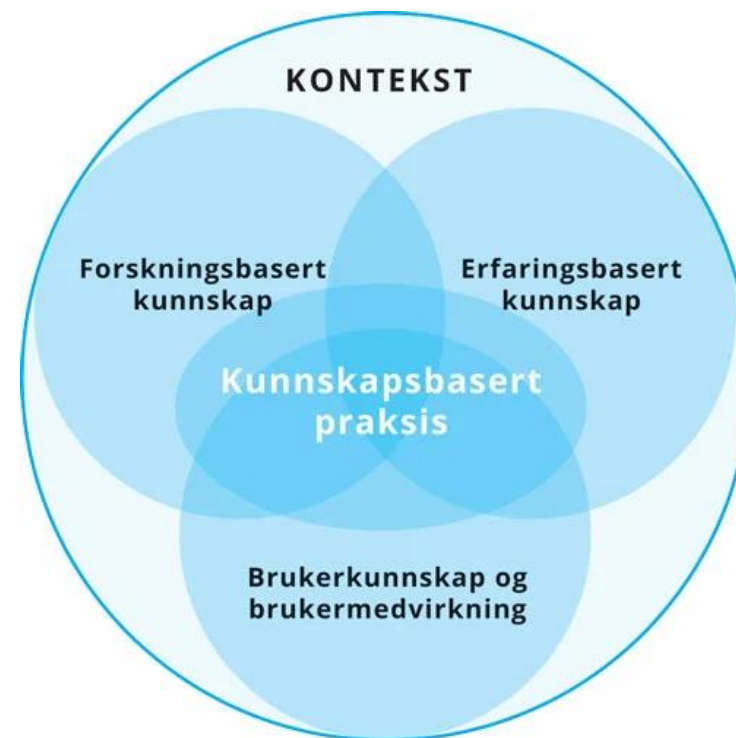 KONTEKST
Forskningsbasert
kunnskap
Erfaringsbasert
kunnskap
Kunnskapsbasert
praksis
Brukerkunnskap og
brukermedvirkning